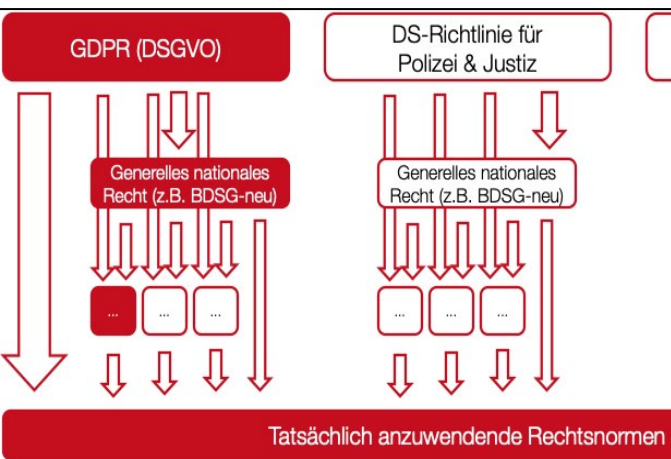 GDPR (DSGVO)
DS-Richtlinie für
Polizei & Justiz
Generelles nationales
Recht (z.B. BDSG-neu)
Generelles nationales
Recht (z.B. BDSG-neu)
...
...
...
...
...
...
Tatsächlich anzuwendende Rechtsnormen